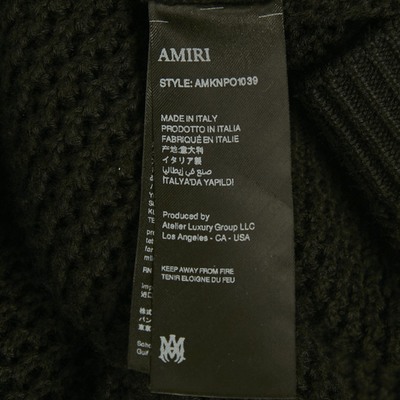 AMIRI
STYLE: AMKNPO1039
MADE IN ITALY
PRODOTTO IN ITALIA
FABRIQUÉ EN ITALIE
产地:意大利
イタリア製
صنع في إيطاليا
İTALYA'DA YAPILDI
Produced by
Atelier Luxury Group LLC
Los Angeles - CA - USA
KEEP AWAY FROM FIRE
TENIR ELOIGNE DU FEU